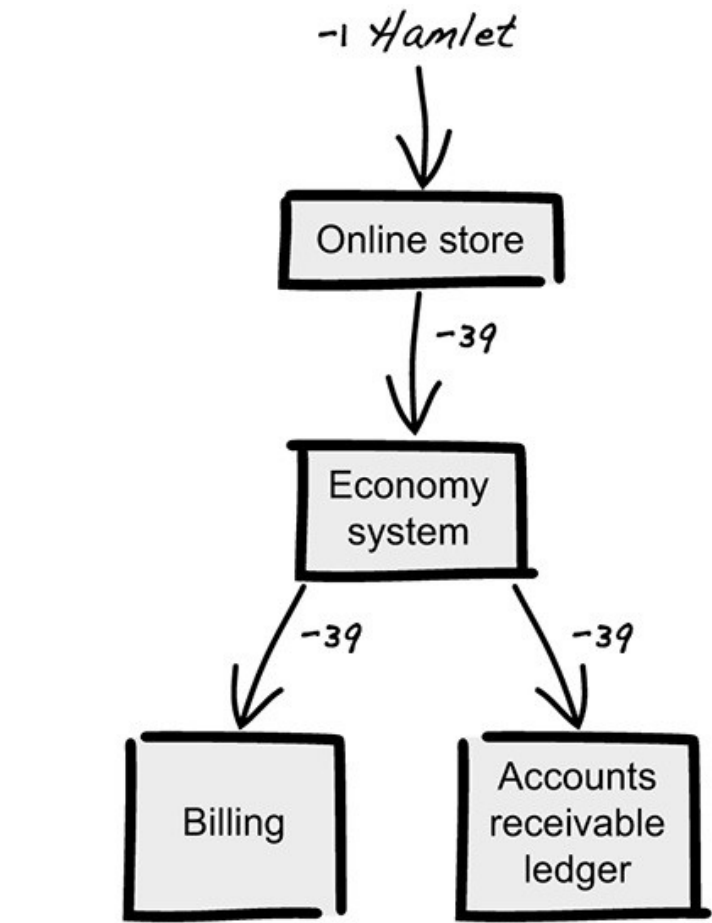 -1 Hamlet
Online store
-39
Economy
system
-39
-39
Billing
Accounts
receivable
ledger